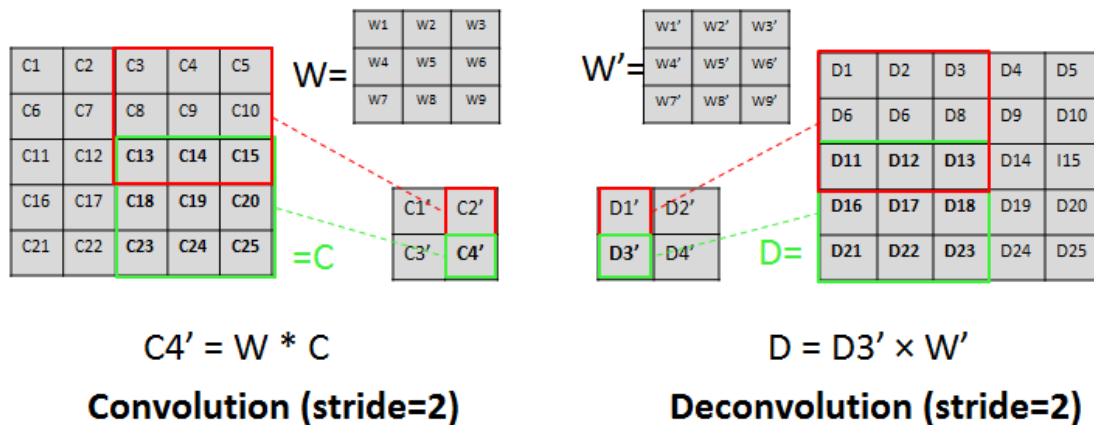 W1 W2 W3
W= W4 W5 W6
W7 W8 W9
C1 C2 C3 C4 C5
C6 C7 C8 C9 C10
C11 C12 C13 C14 C15
C16 C17 C18 C19 C20
C21 C22 C23 C24 C25
=C
C1' C2'
C3' C4'
C4' = W * C
Convolution (stride=2)
W1' W2' W3'
W'= W4' W5' W6'
W7' W8' W9'
D1' D2'
D3' D4'
D=
D1 D2 D3 D4 D5
D6 D6 D8 D9 D10
D11 D12 D13 D14 I15
D16 D17 D18 D19 D20
D21 D22 D23 D24 D25
D = D3' × W'
Deconvolution (stride=2)